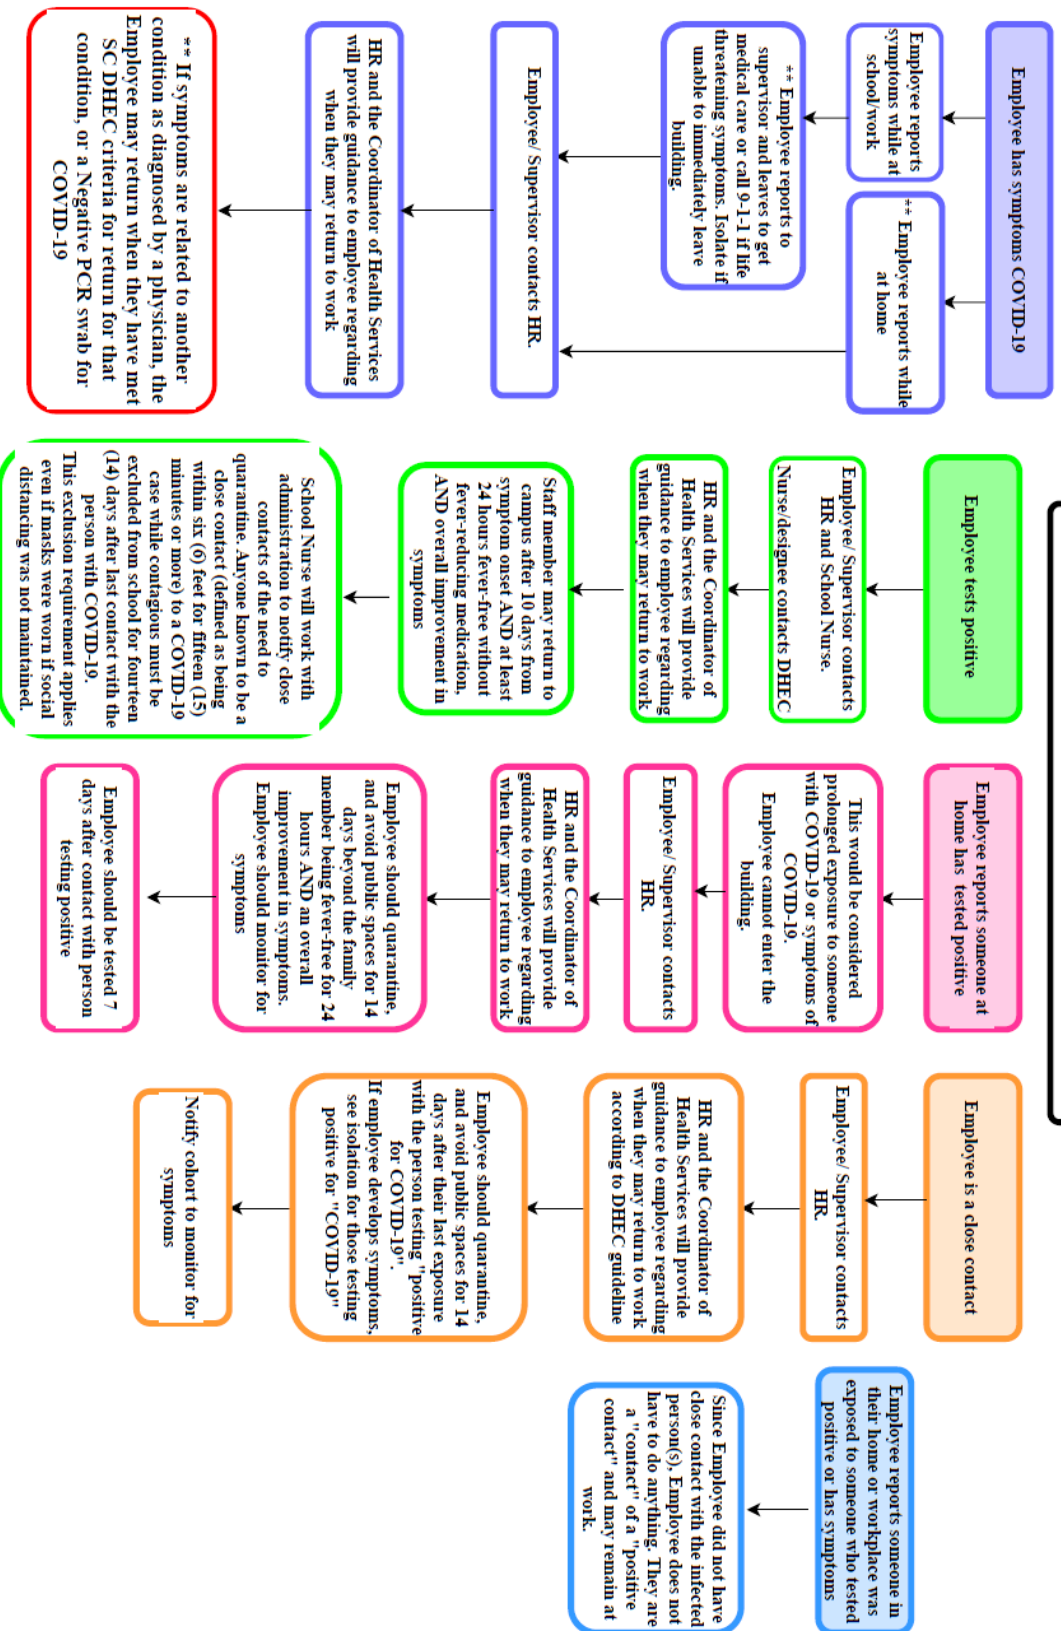 Employee has symptoms COVID-19
Employee reports
symptoms while at
school/work
** Employee reports while
at home
** Employee reports to
supervisor and leaves to get
medical care or call 9-1-1 if life
threatening symptoms. Isolate if
unable to immediately leave
building.
Employee/ Supervisor contacts HR.
HR and the Coordinator of Health Services
will provide guidance to employee regarding
when they may return to work
** If symptoms are related to another
condition as diagnosed by a physician, the
Employee may return when they have met
SC DHEC criteria for return for that
condition, or a Negative PCR swab for
COVID-19
Employee tests positive
Employee/ Supervisor contacts
HR and School Nurse.
Nurse/designee contacts DHEC
HR and the Coordinator of
Health Services will provide
guidance to employee regarding
when they may return to work
Staff member may return to
campus after 10 days from
symptom onset AND at least
24 hours fever-free without
fever-reducing medication,
AND overall improvement in
symptoms
School Nurse will work with
administration to notify close
contacts of the need to
quarantine. Anyone known to be a
close contact (defined as being
within six (6) feet for fifteen (15)
minutes or more) to a COVID-19
case while contagious must be
excluded from school for fourteen
(14) days after last contact with the
person with COVID-19.
This exclusion requirement applies
even if masks were worn if social
distancing was not maintained.
Employee reports someone at
home has tested positive
This would be considered
prolonged exposure to someone
with COVID-19 or symptoms of
COVID-19.
Employee cannot enter the
building.
Employee/ Supervisor contacts
HR.
HR and the Coordinator of
Health Services will provide
guidance to employee regarding
when they may return to work
Employee should quarantine,
and avoid public spaces for 14
days beyond the family
member being fever-free for 24
hours AND an overall
improvement in symptoms.
Employee should monitor for
symptoms
Employee should be tested 7
days after contact with person
testing positive
Employee is a close contact
Employee/ Supervisor contacts
HR.
HR and the Coordinator of
Health Services will provide
guidance to employee regarding
when they may return to work
according to DHEC guideline
Employee should quarantine,
and avoid public spaces for 14
days after their last exposure
with the person testing "positive
for COVID-19".
If employee develops symptoms,
see isolation for those testing
positive for "COVID-19"
Notify cohort to monitor for
symptoms
Employee reports someone in
their home or workplace was
exposed to someone who tested
positive or has symptoms
Since Employee did not have
close contact with the infected
person(s), Employee does not
have to do anything. They are
a "contact" of a "positive
contact" and may remain at
work.